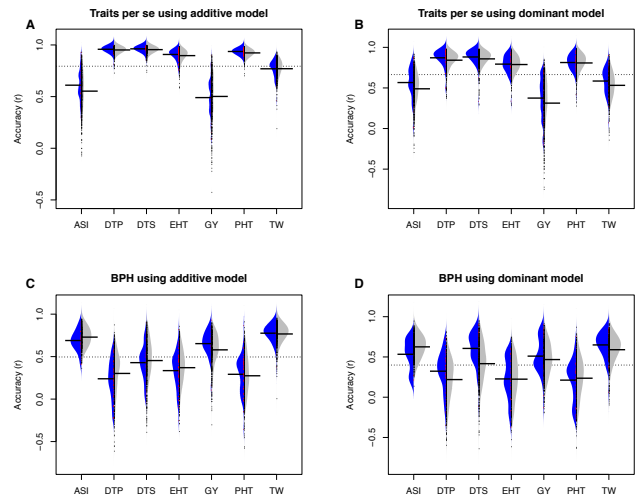 A Traits per se using additive model
Accuracy (r)
1.0
0.5
0.0
−0.5
ASI DTP DTS EHT GY PHT TW
B Traits per se using dominant model
Accuracy (r)
1.0
0.5
0.0
−0.5
ASI DTP DTS EHT GY PHT TW
C BPH using additive model
Accuracy (r)
1.0
0.5
0.0
−0.5
ASI DTP DTS EHT GY PHT TW
D BPH using dominant model
Accuracy (r)
1.0
0.5
0.0
−0.5
ASI DTP DTS EHT GY PHT TW